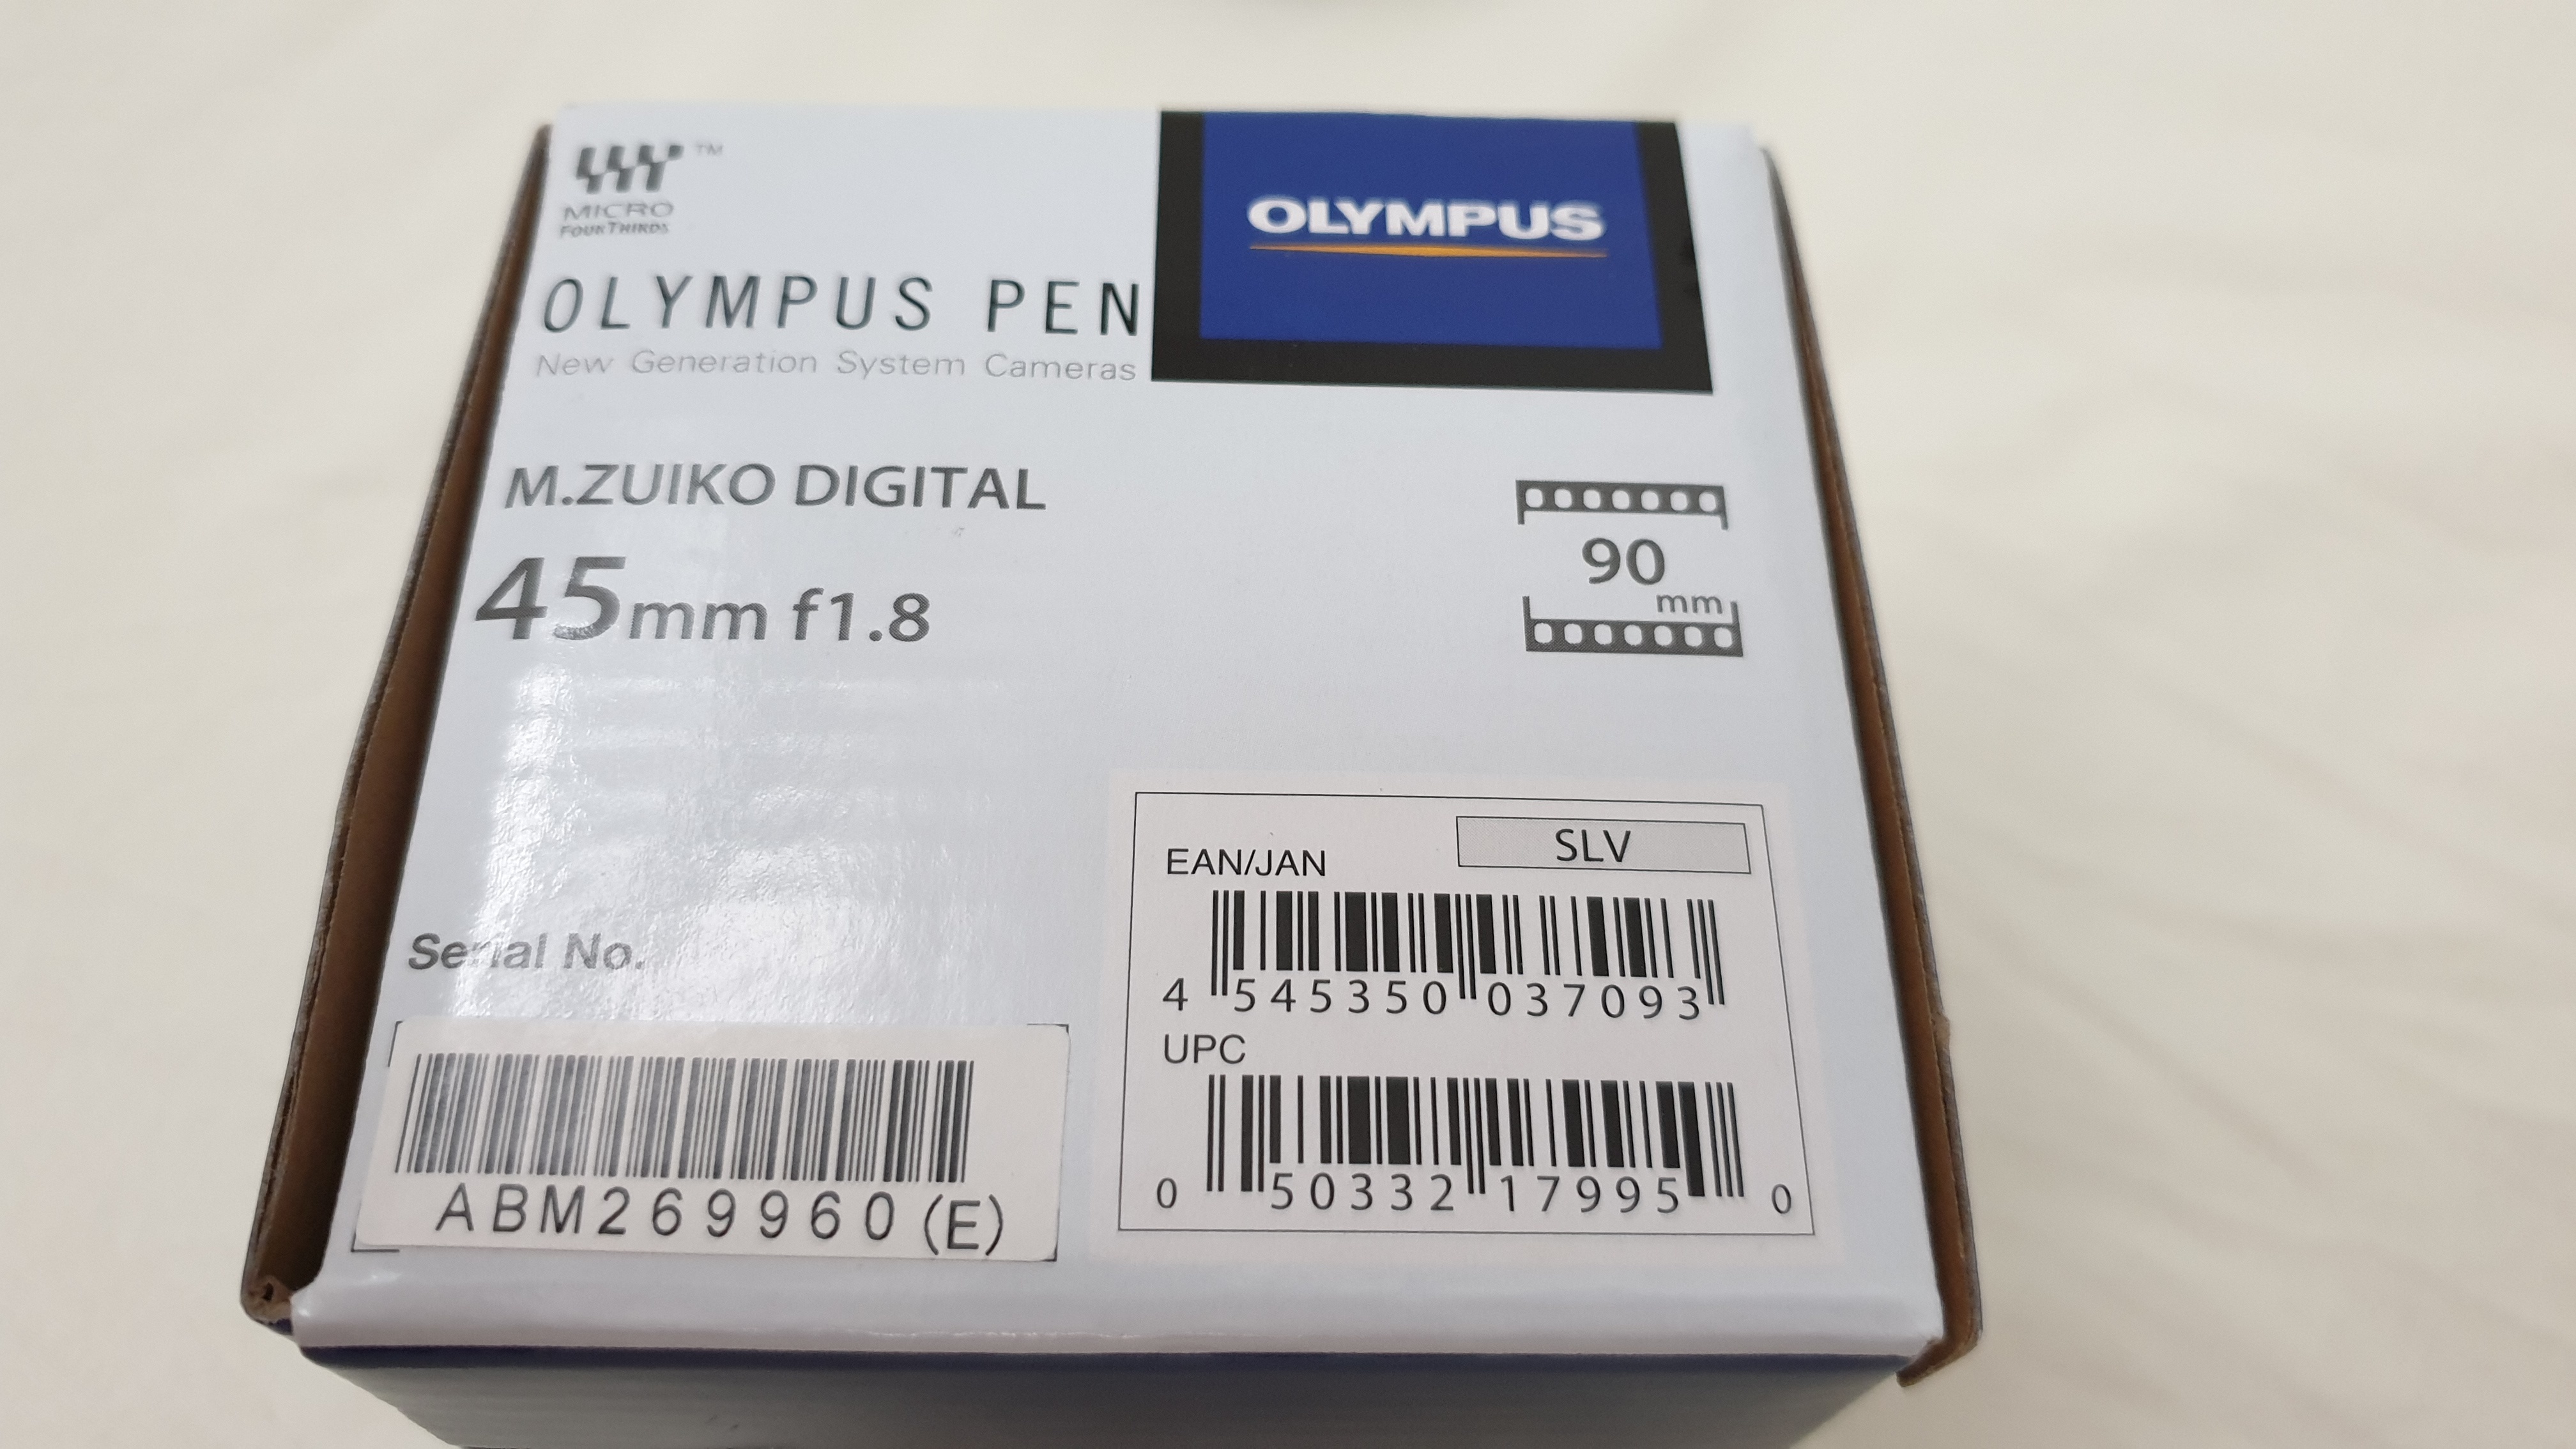 TM
MICRO
FOUR THIRDS
OLYMPUS
OLYMPUS PEN
New Generation System Cameras
M.ZUIKO DIGITAL
45mm f1.8
90
mm
SLV
EAN/JAN
4 545350 037093
UPC
0 50332 17995 0
Serial No.
ABM269960(E)